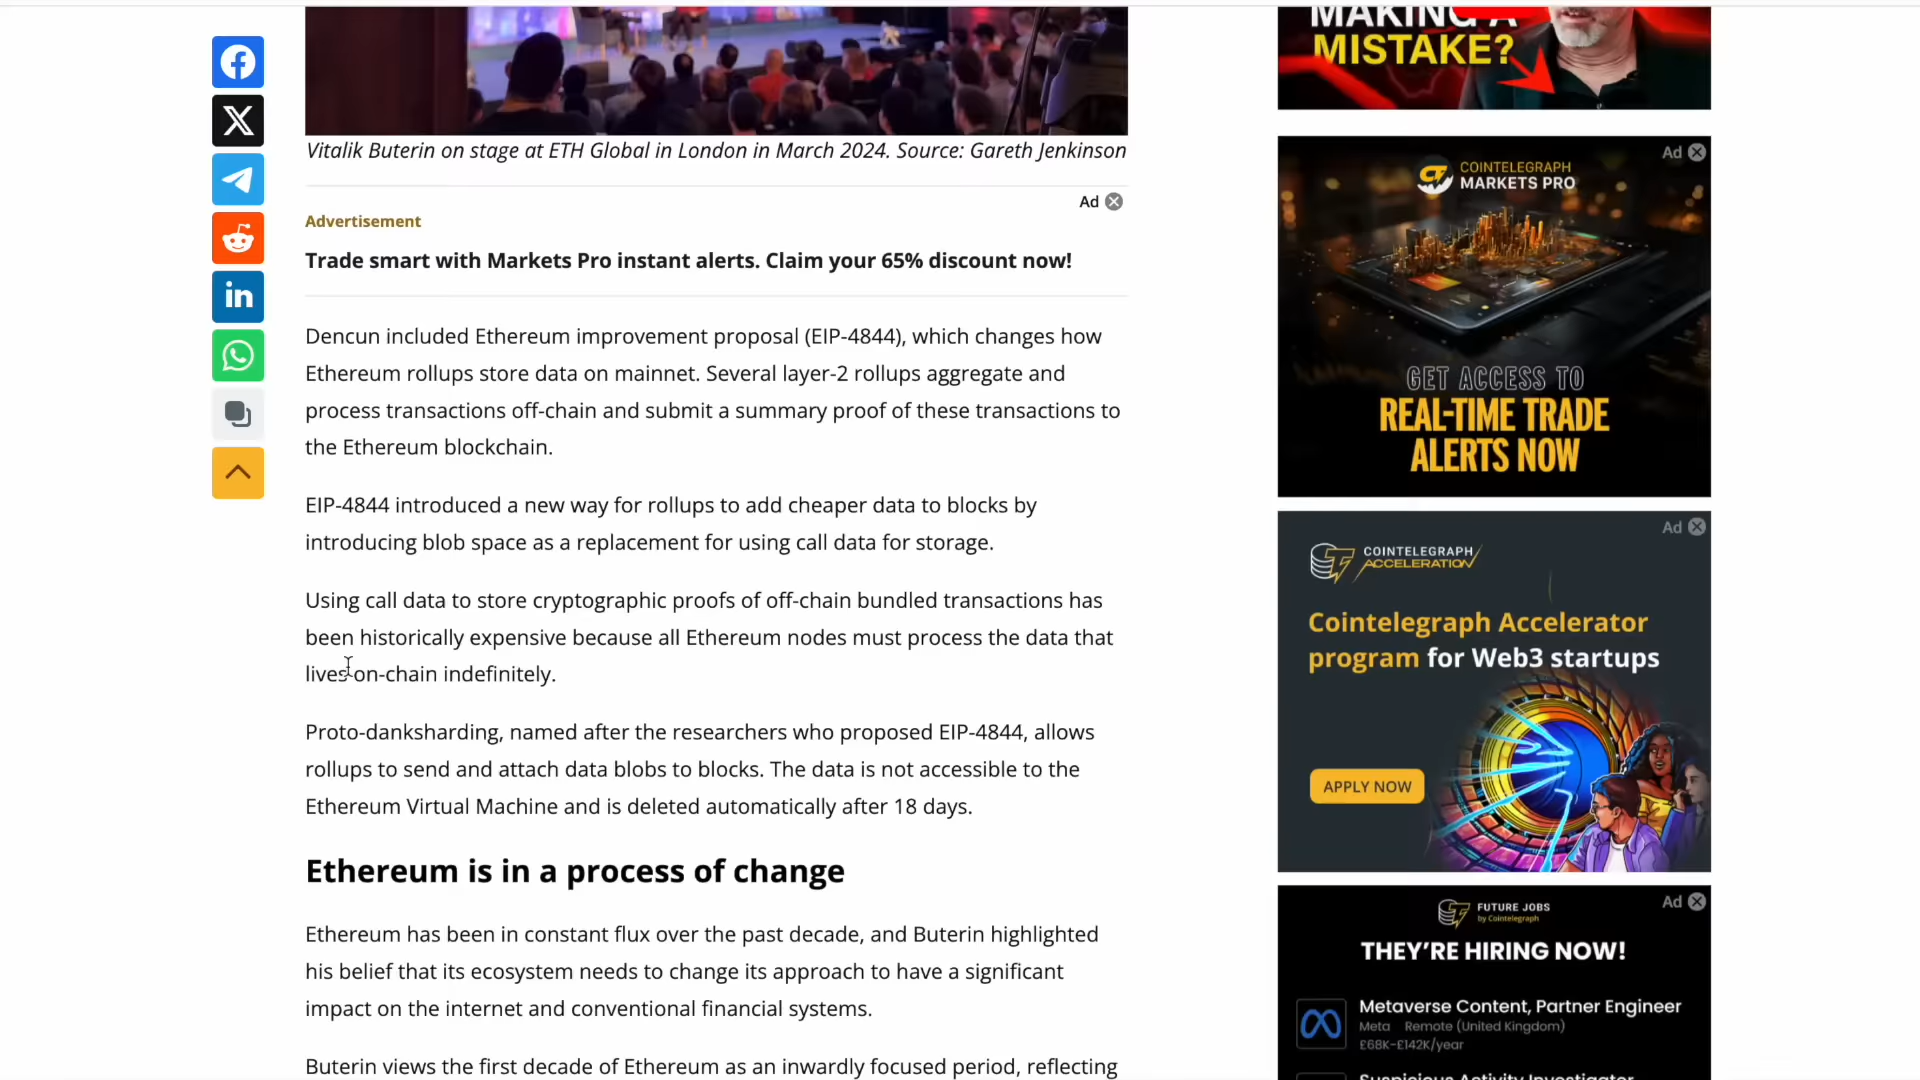 MAKING A
MISTAKE?
Vitalik Buterin on stage at ETH Global in London in March 2024. Source: Gareth Jenkinson
Ad
Advertisement
Trade smart with Markets Pro instant alerts. Claim your 65% discount now!
Dencun included Ethereum improvement proposal (EIP-4844), which changes how
Ethereum rollups store data on mainnet. Several layer-2 rollups aggregate and
process transactions off-chain and submit a summary proof of these transactions to
the Ethereum blockchain.
EIP-4844 introduced a new way for rollups to add cheaper data to blocks by
introducing blob space as a replacement for using call data for storage.
Using call data to store cryptographic proofs of off-chain bundled transactions has
been historically expensive because all Ethereum nodes must process the data that
lives on-chain indefinitely.
Proto-danksharding, named after the researchers who proposed EIP-4844, allows
rollups to send and attach data blobs to blocks. The data is not accessible to the
Ethereum Virtual Machine and is deleted automatically after 18 days.
Ethereum is in a process of change
Ethereum has been in constant flux over the past decade, and Buterin highlighted
his belief that its ecosystem needs to change its approach to have a significant
impact on the internet and conventional financial systems.
Buterin views the first decade of Ethereum as an inwardly focused period, reflecting
Ad
COINTELEGRAPH
MARKETS PRO
GET ACCESS TO
REAL-TIME TRADE
ALERTS NOW
Ad
COINTELEGRAPH
ACCELERATION
Cointelegraph Accelerator
program for Web3 startups
APPLY NOW
Ad
FUTURE JOBS
by Cointelegraph
THEY'RE HIRING NOW!
Metaverse Content, Partner Engineer
Meta Remote (United Kingdom)
£68K-£142K/year
Suspicious Activity Investigator